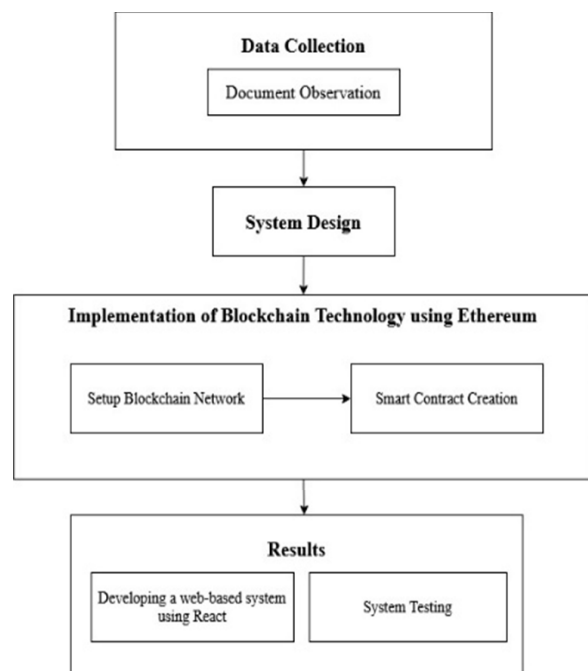 Data Collection
Document Observation
System Design
Implementation of Blockchain Technology using Ethereum
Setup Blockchain Network
Smart Contract Creation
Results
Developing a web-based system
using React
System Testing